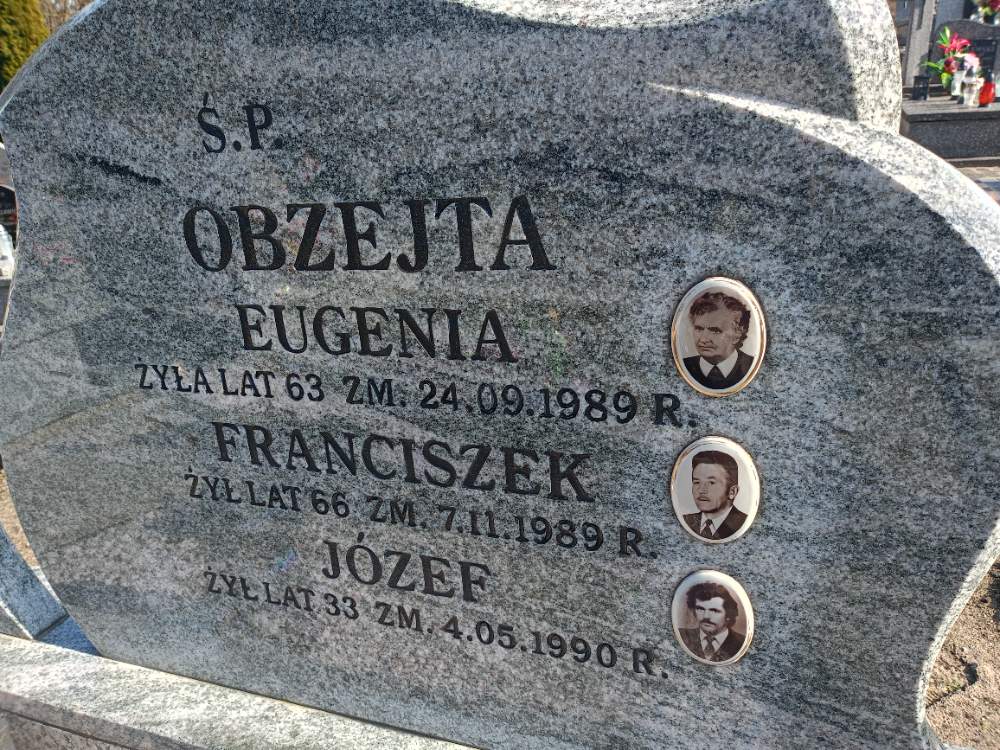 Ś.P.
OBZEJTA
EUGENIA
ŻYŁA LAT 63 ZM. 24.09.1989 R.
FRANCISZEK
ŻYŁ LAT 66 ZM. 7.11.1989 R.
JÓZEF
ŻYŁ LAT 33 ZM. 4.05.1990 R.